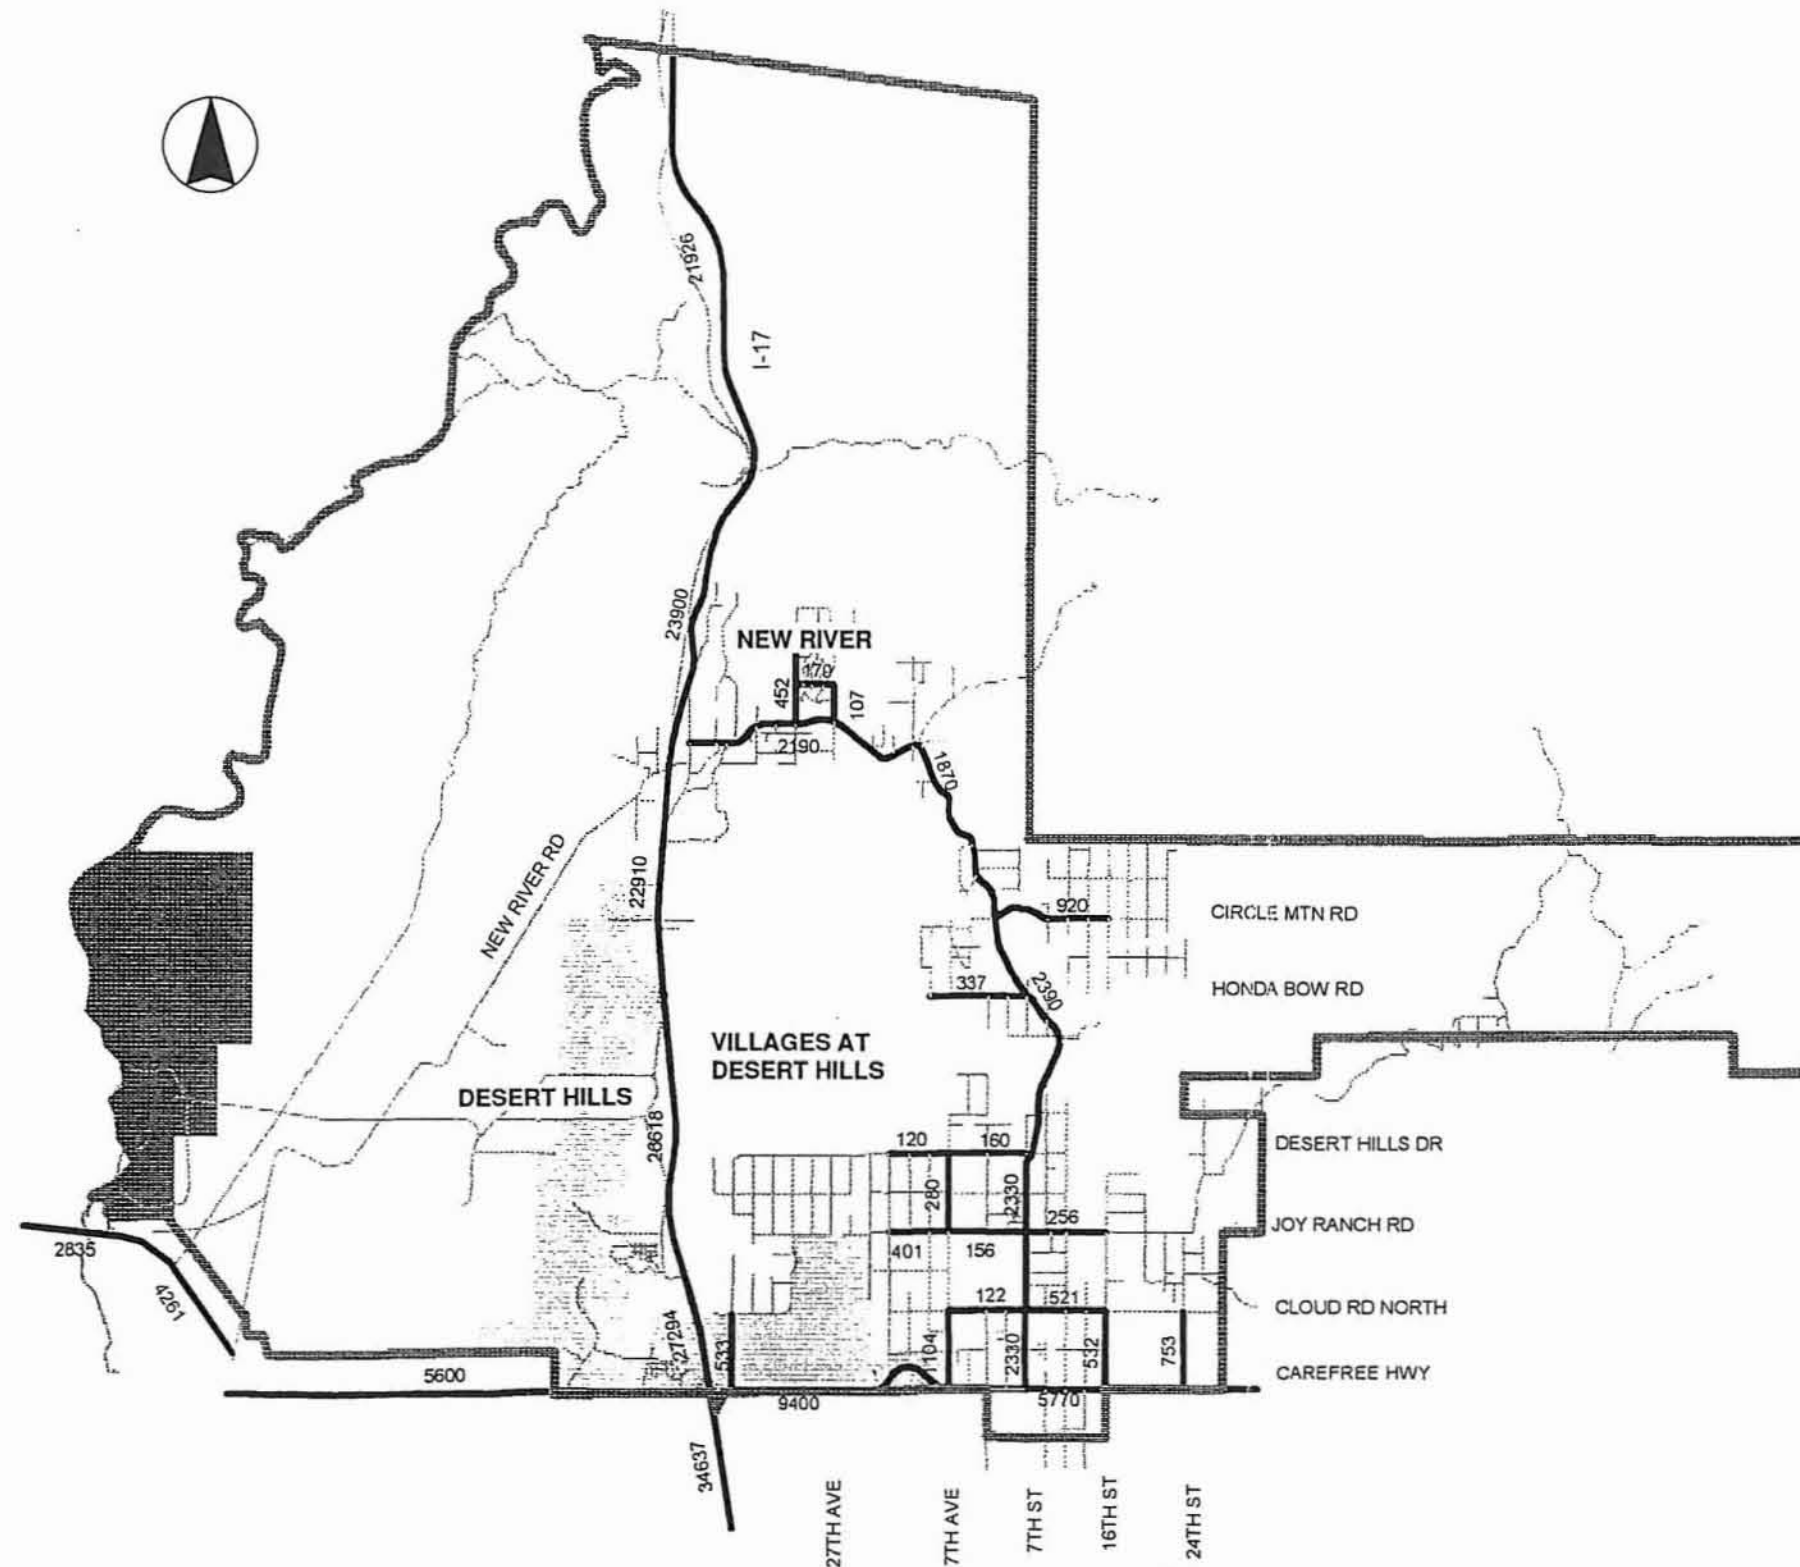 21926
I-17
23900
NEW RIVER
170
452
107
2190
1870
22910
NEW RIVER RD
920
CIRCLE MTN RD
337
2390
HONDA BOW RD
VILLAGES AT
DESERT HILLS
DESERT HILLS
26618
120
160
DESERT HILLS DR
280
2330
256
JOY RANCH RD
401
156
2835
4261
122
521
CLOUD RD NORTH
27294
533
1104
2330
532
753
CAREFREE HWY
5600
9400
5770
34637
27TH AVE
7TH AVE
7TH ST
16TH ST
24TH ST